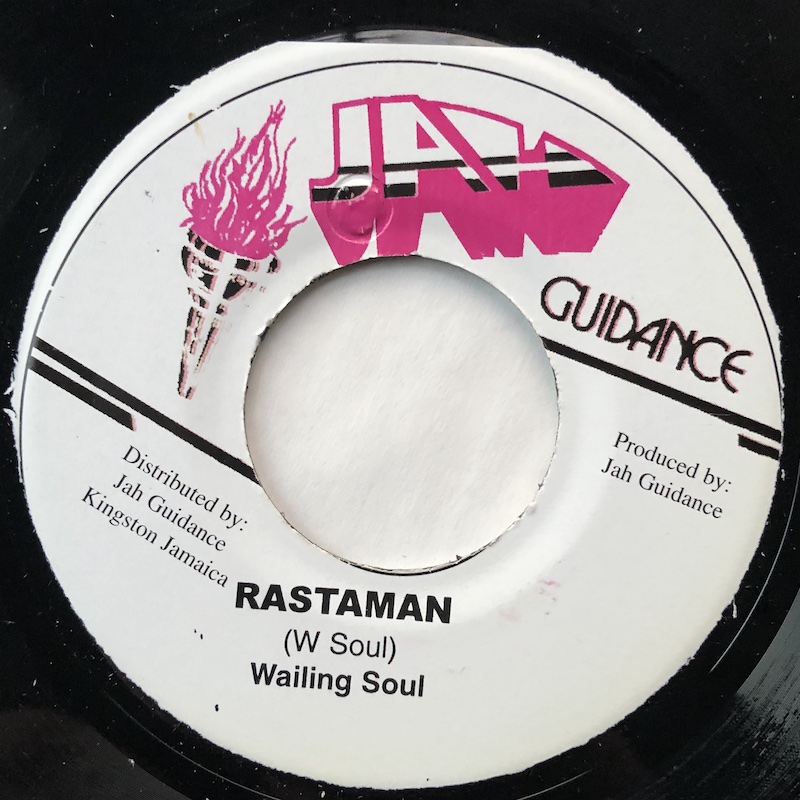 JAH
GUIDANCE
Distributed by:
Jah Guidance
Kingston Jamaica
Produced by:
Jah Guidance
RASTAMAN
(W Soul)
Wailing Soul